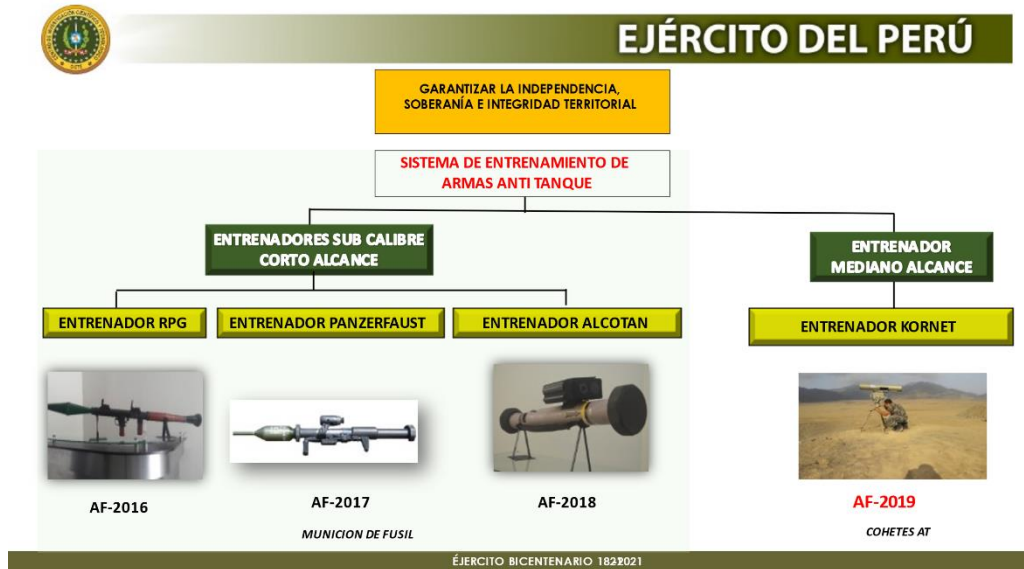 EJÉRCITO DEL PERÚ
GARANTIZAR LA INDEPENDENCIA,
SOBERANÍA E INTEGRIDAD TERRITORIAL
SISTEMA DE ENTRENAMIENTO DE
ARMAS ANTI TANQUE
ENTRENADORES SUB CALIBRE
CORTO ALCANCE
ENTRENADOR
MEDIANO ALCANCE
ENTRENADOR RPG
ENTRENADOR PANZERFAUST
ENTRENADOR ALCOTAN
ENTRENADOR KORNET
AF-2016
AF-2017
AF-2018
AF-2019
MUNICION DE FUSIL
COHETES AT
ÉJERCITO BICENTENARIO